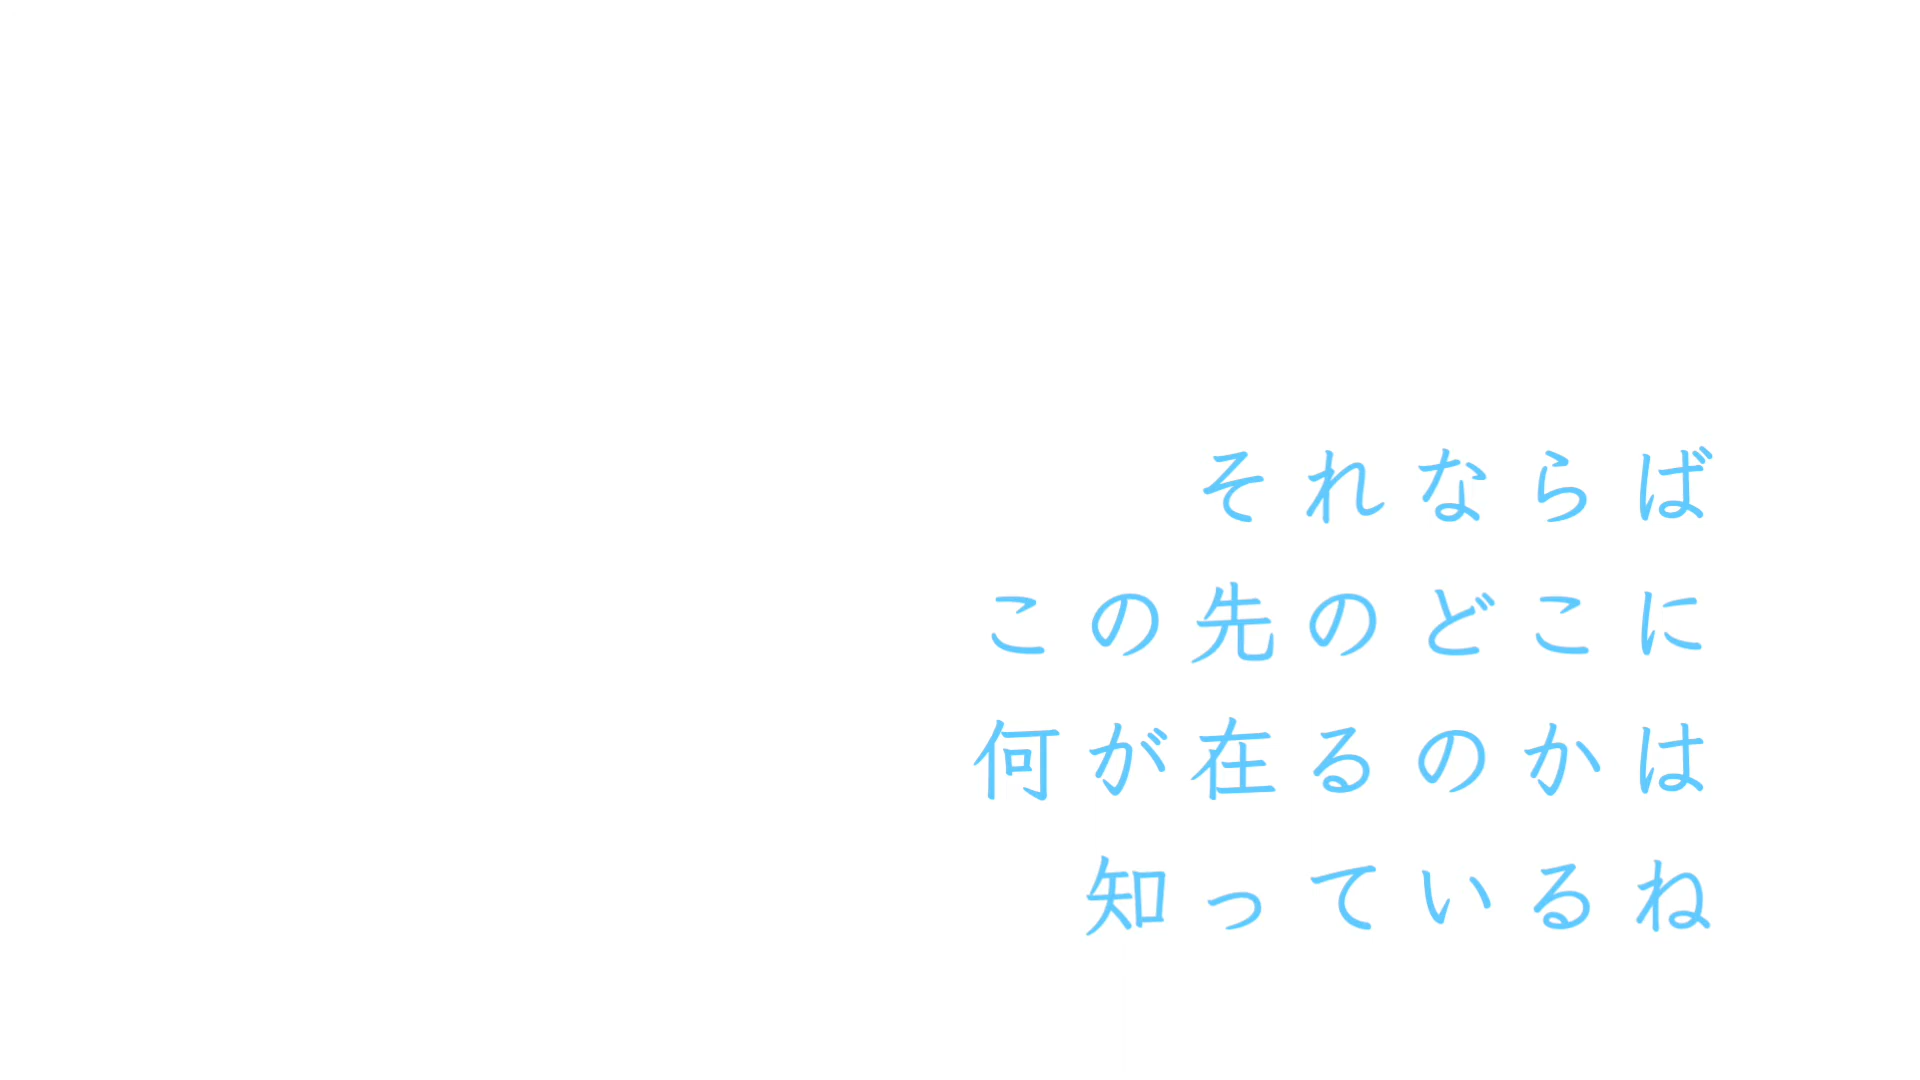 それならば
この先のどこに
何が在るのかは
知っているね